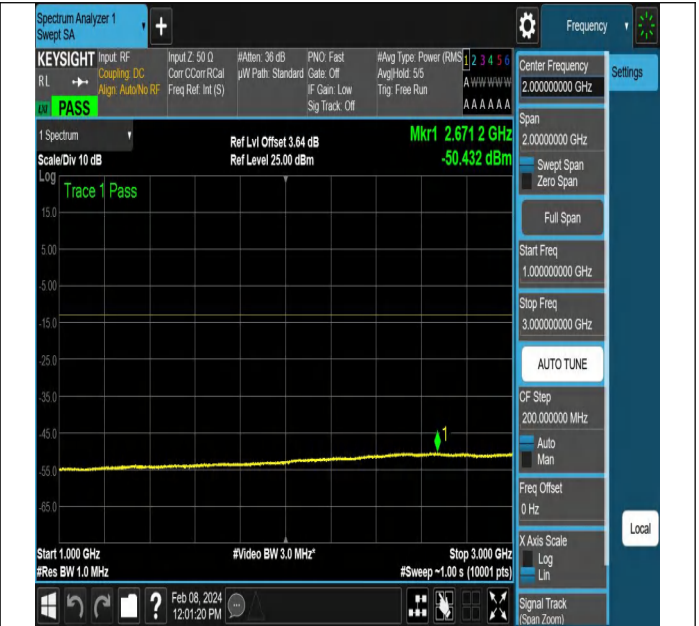 Spectrum Analyzer 1
Swept SA
+
Frequency
KEYSIGHT
RL
PASS
Input: RF
Coupling: DC
Align: Auto/No RF
Input Z: 50 Ω
Corr CCorr RCal
Freq Ref: Int (S)
#Atten: 36 dB
µW Path: Standard
PNO: Fast
Gate: Off
IF Gain: Low
Sig Track: Off
#Avg Type: Power (RMS
Avg|Hold: 5/5
Trig: Free Run
1 2 3 4 5 6
A W W W W W
A A A A A A
1 Spectrum
Scale/Div 10 dB
Log
Ref Lvl Offset 3.64 dB
Ref Level 25.00 dBm
Mkr1 2.671 2 GHz
-50.432 dBm
Trace 1 Pass
15.0
5.00
-5.00
-15.0
-25.0
-35.0
-45.0
-55.0
-65.0
1
Start 1.000 GHz
#Res BW 1.0 MHz
#Video BW 3.0 MHz*
Stop 3.000 GHz
#Sweep ~1.00 s (10001 pts)
Feb 08, 2024
12:01:20 PM
Center Frequency
2.000000000 GHz
Span
2.00000000 GHz
Swept Span
Zero Span
Full Span
Start Freq
1.000000000 GHz
Stop Freq
3.000000000 GHz
AUTO TUNE
CF Step
200.000000 MHz
Auto
Man
Freq Offset
0 Hz
X Axis Scale
Log
Lin
Signal Track
(Span Zoom)
Settings
Local